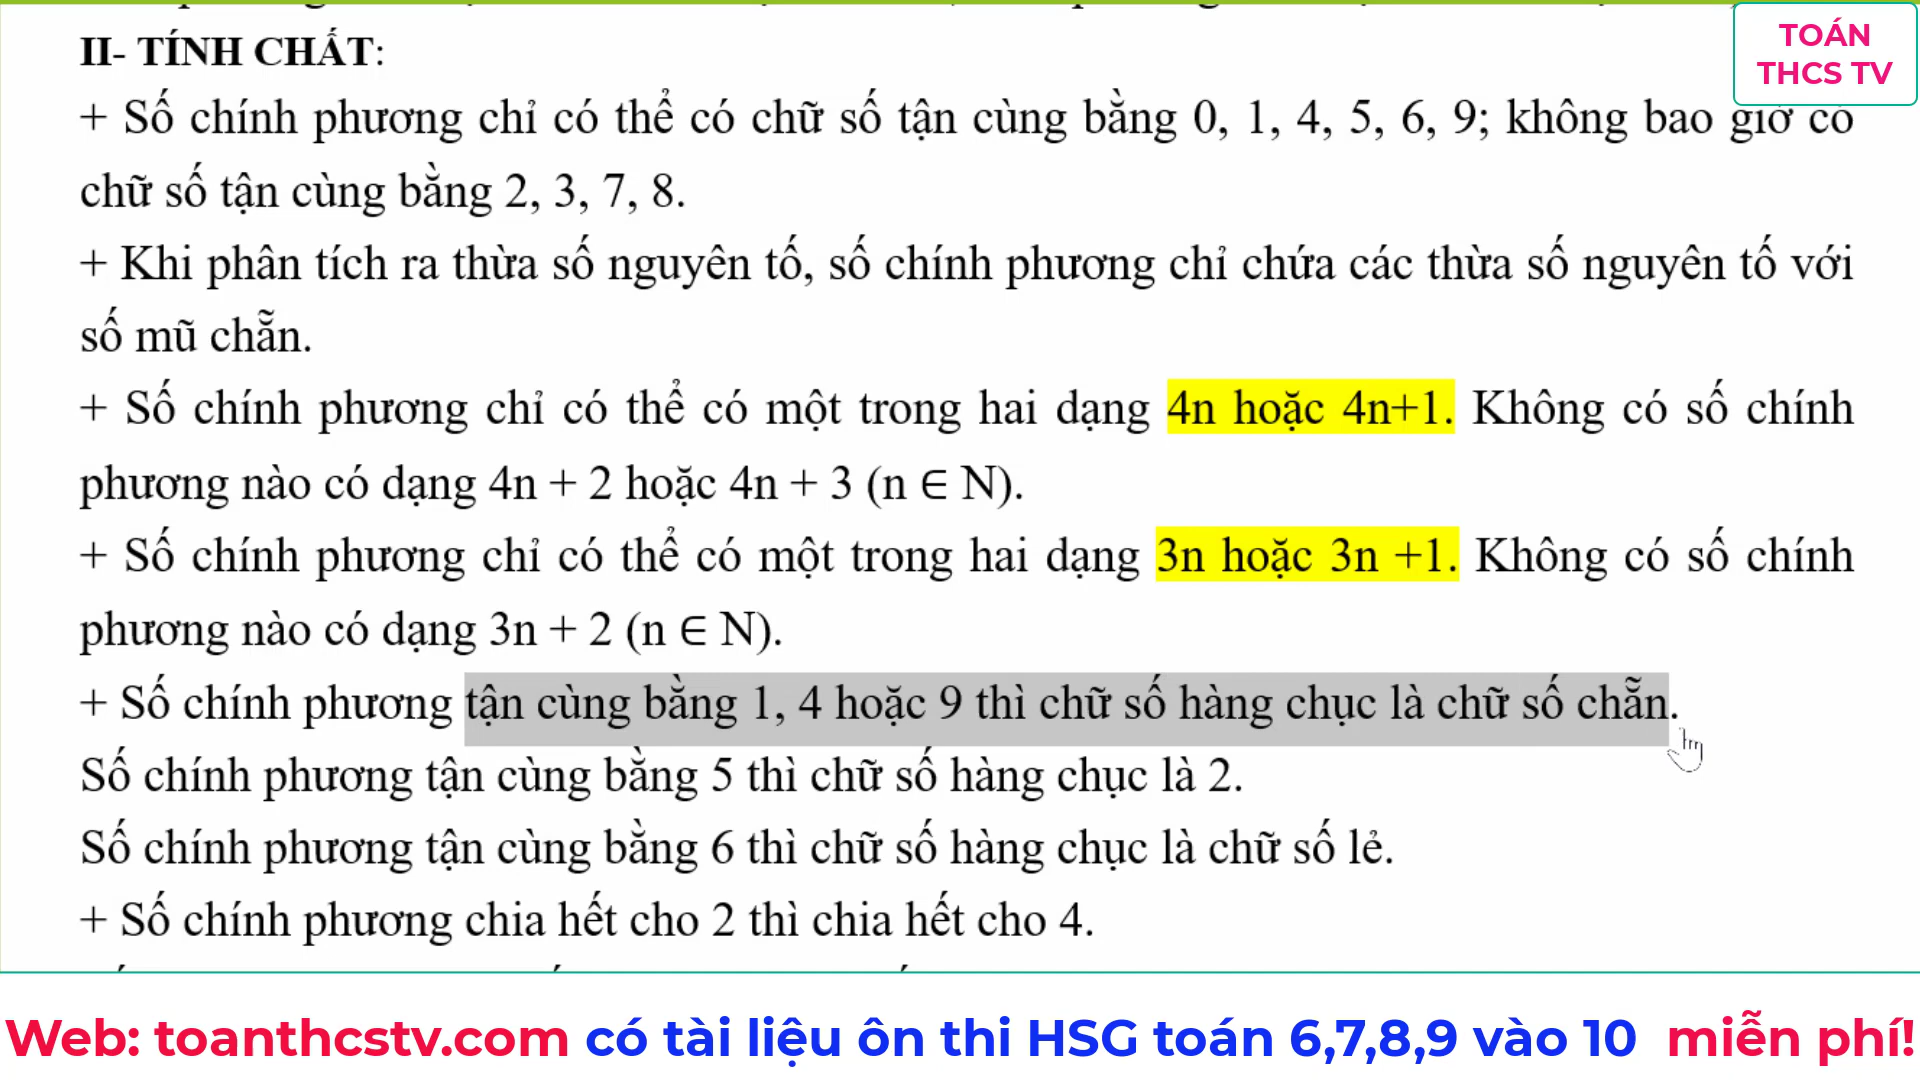 II- TÍNH CHẤT:
TOÁN
THCS TV
+ Số chính phương chỉ có thể có chữ số tận cùng bằng 0, 1, 4, 5, 6, 9; không bao giờ có
chữ số tận cùng bằng 2, 3, 7, 8.
+ Khi phân tích ra thừa số nguyên tố, số chính phương chỉ chứa các thừa số nguyên tố với
số mũ chẵn.
+ Số chính phương chỉ có thể có một trong hai dạng 4n hoặc 4n+1. Không có số chính
phương nào có dạng 4n + 2 hoặc 4n + 3 (n ∈ N).
+ Số chính phương chỉ có thể có một trong hai dạng 3n hoặc 3n +1. Không có số chính
phương nào có dạng 3n + 2 (n ∈ N).
+ Số chính phương tận cùng bằng 1, 4 hoặc 9 thì chữ số hàng chục là chữ số chẵn.
Số chính phương tận cùng bằng 5 thì chữ số hàng chục là 2.
Số chính phương tận cùng bằng 6 thì chữ số hàng chục là chữ số lẻ.
+ Số chính phương chia hết cho 2 thì chia hết cho 4.
Web: toanthcstv.com có tài liệu ôn thi HSG toán 6,7,8,9 vào 10 miễn phí!